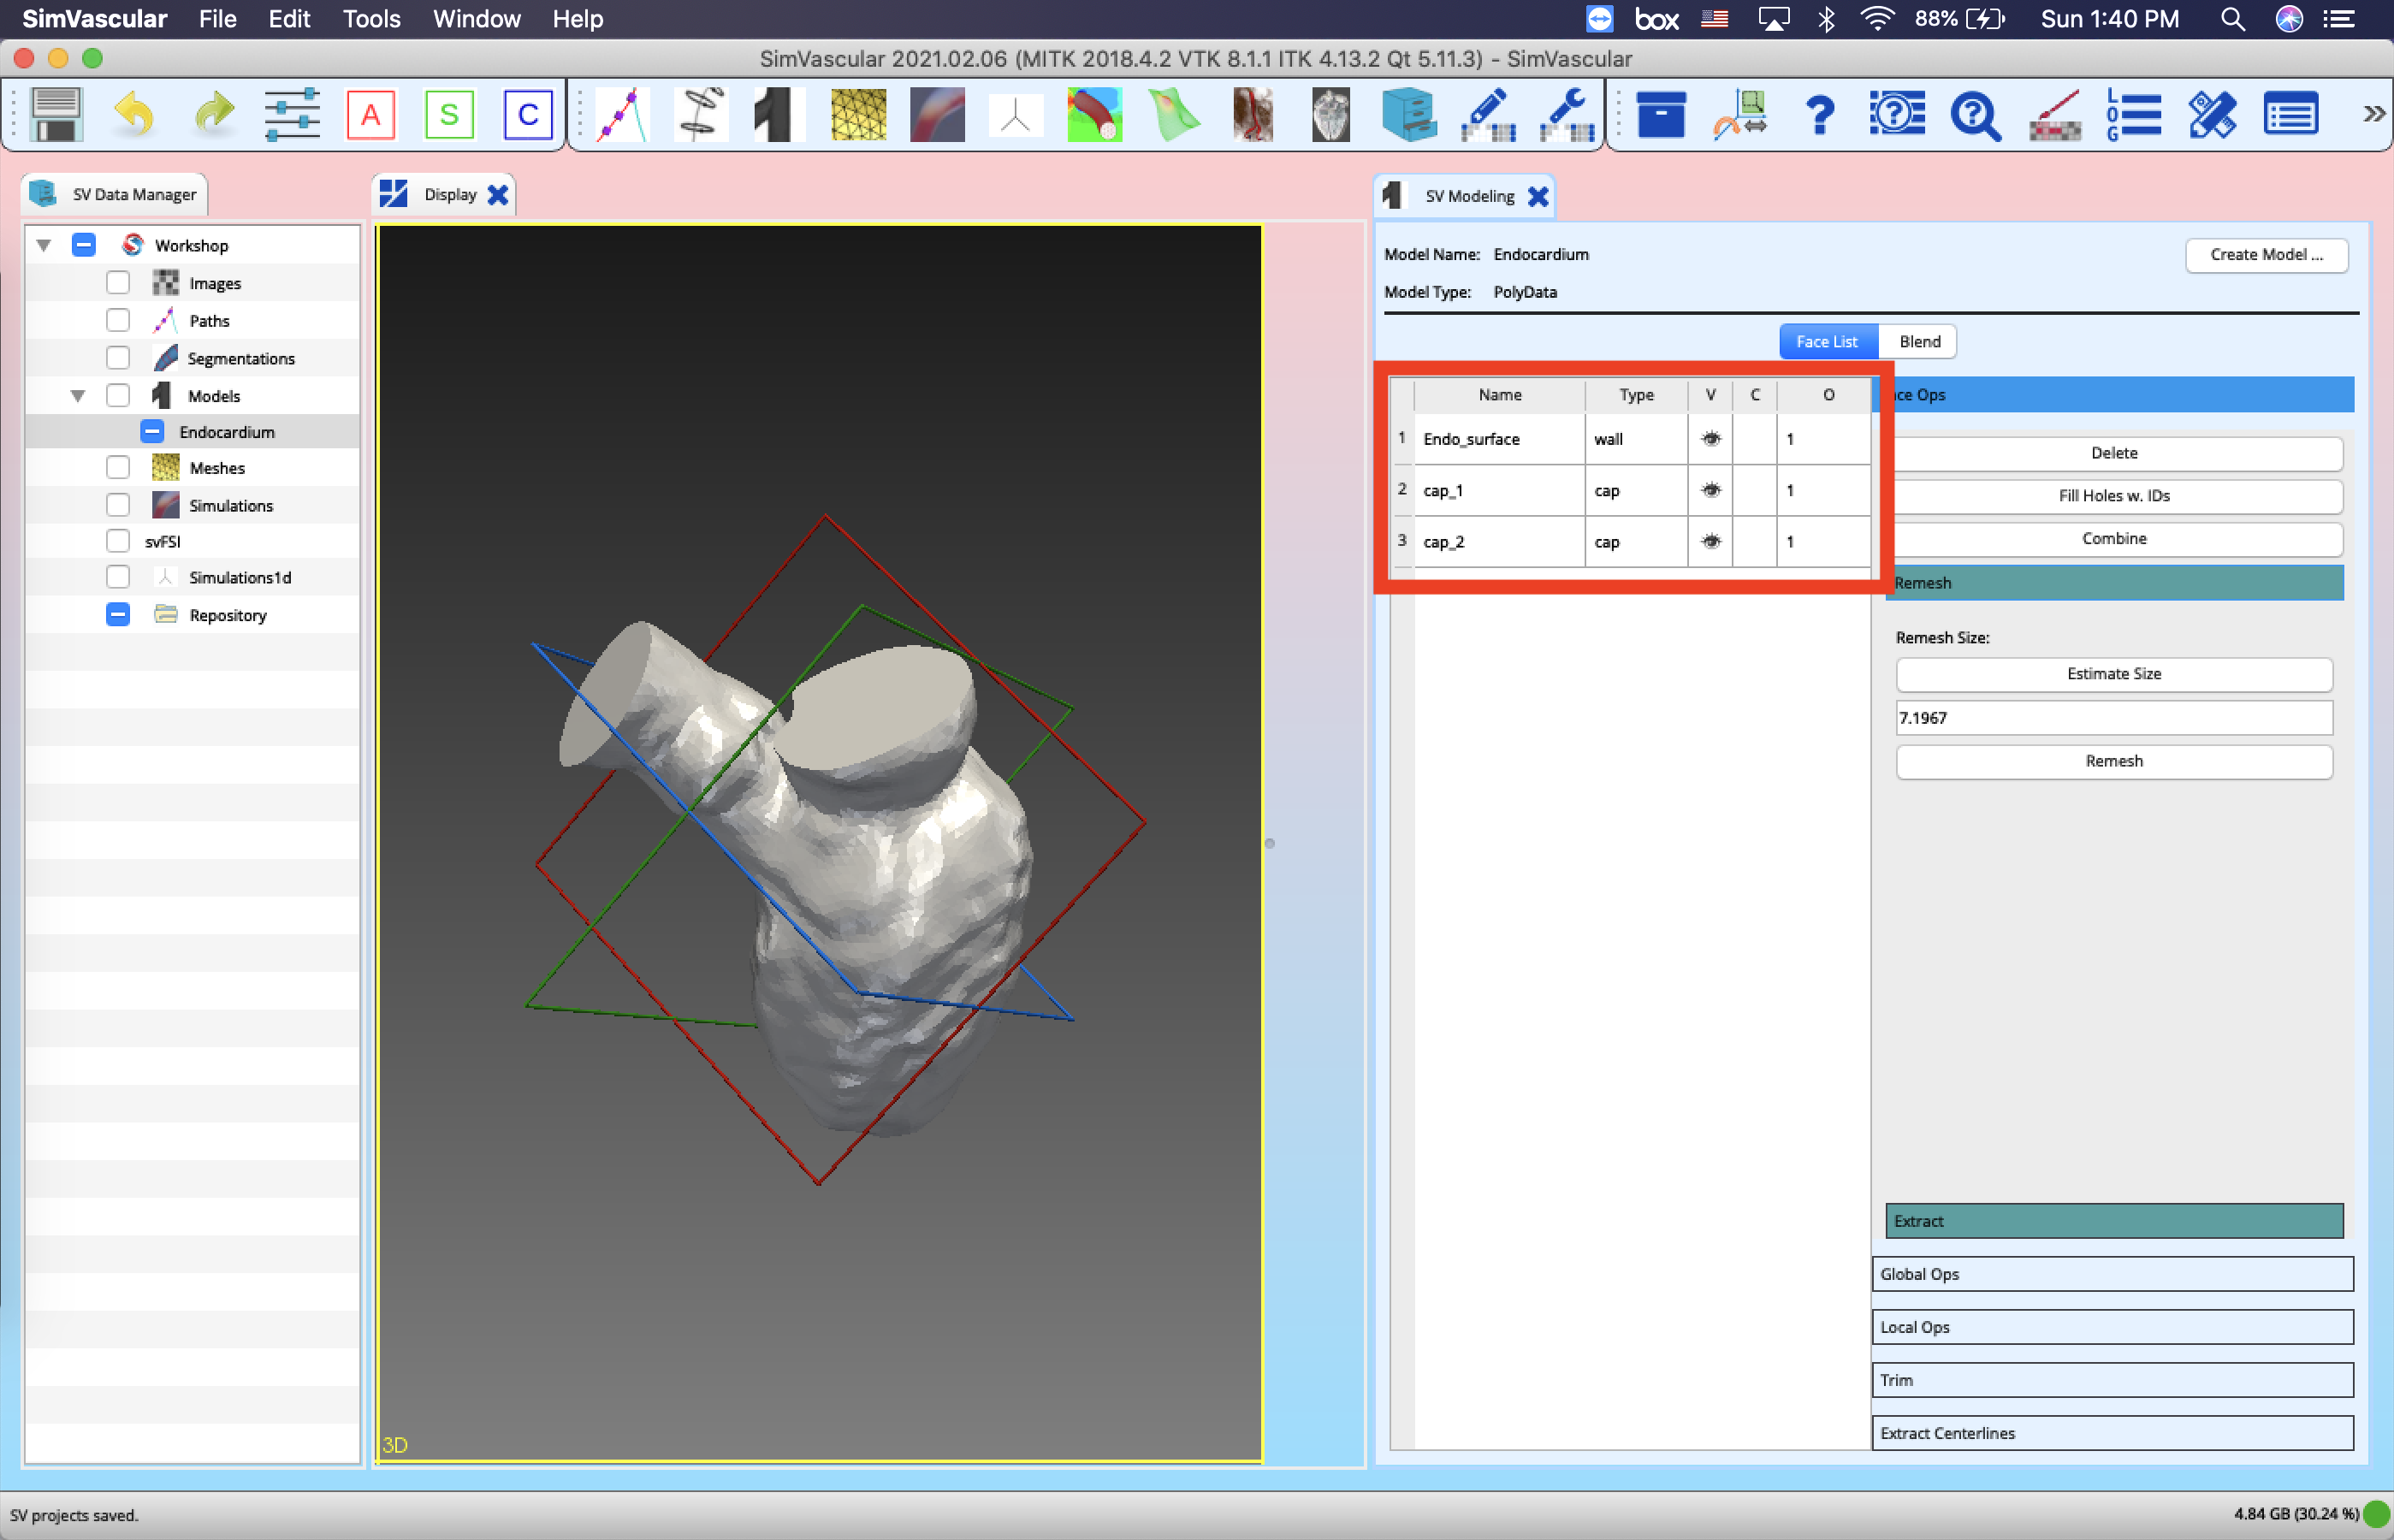 SimVascular File Edit Tools Window Help box 88% Sun 1:40 PM
SimVascular 2021.02.06 (MITK 2018.4.2 VTK 8.1.1 ITK 4.13.2 Qt 5.11.3) - SimVascular
A S C ? ? ? LOG »
SV Data Manager
Workshop
Images
Paths
Segmentations
Models
Endocardium
Meshes
Simulations
svFSI
Simulations1d
Repository
Display
3D
SV Modeling
Model Name: Endocardium
Create Model ...
Model Type: PolyData
Face List Blend
Name Type V C O
1 Endo_surface wall 1
2 cap_1 cap 1
3 cap_2 cap 1
ce Ops
Delete
Fill Holes w. IDs
Combine
Remesh
Remesh Size:
Estimate Size
7.1967
Remesh
Extract
Global Ops
Local Ops
Trim
Extract Centerlines
SV projects saved.
4.84 GB (30.24 %)